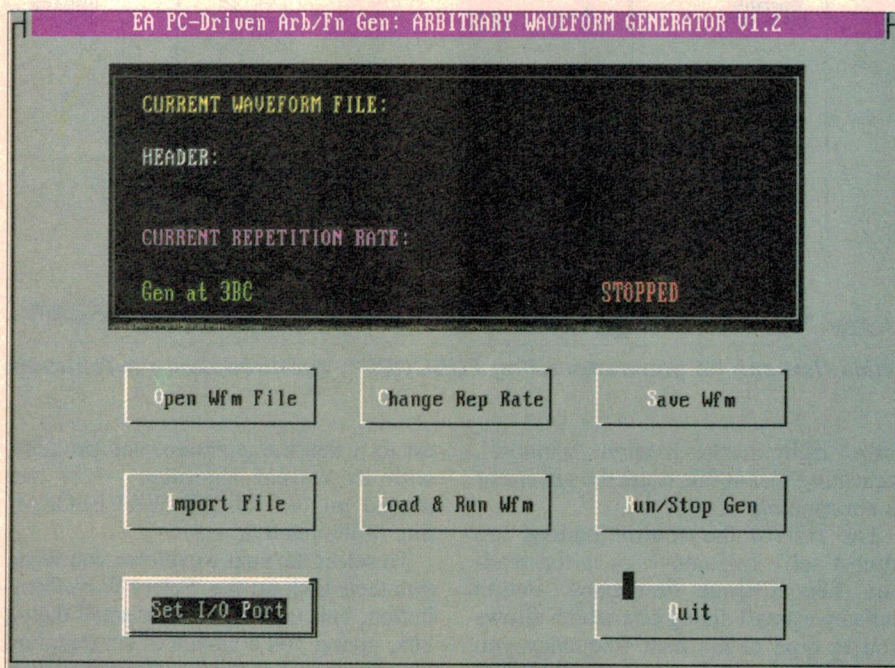 EA PC-Driven Arb/Fn Gen: ARBITRARY WAVEFORM GENERATOR V1.2
CURRENT WAVEFORM FILE:
HEADER:
CURRENT REPETITION RATE:
Gen at 3BC STOPPED
Open Wfm File Change Rep Rate Save Wfm
Import File Load & Run Wfm Run/Stop Gen
Set I/O Port Quit